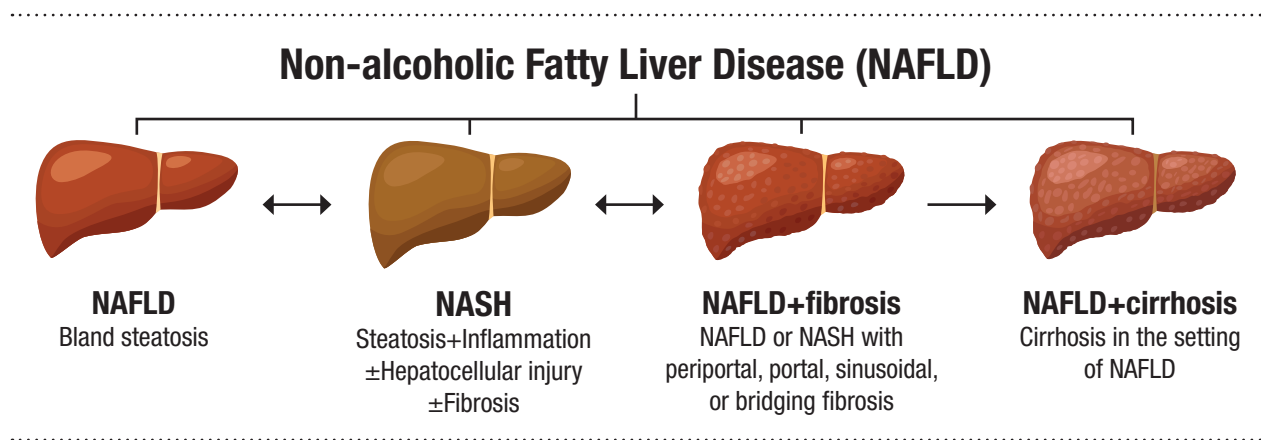 Non-alcoholic Fatty Liver Disease (NAFLD)
NAFLD
Bland steatosis
NASH
Steatosis+Inflammation
±Hepatocellular injury
±Fibrosis
NAFLD+fibrosis
NAFLD or NASH with
periportal, portal, sinusoidal,
or bridging fibrosis
NAFLD+cirrhosis
Cirrhosis in the setting
of NAFLD